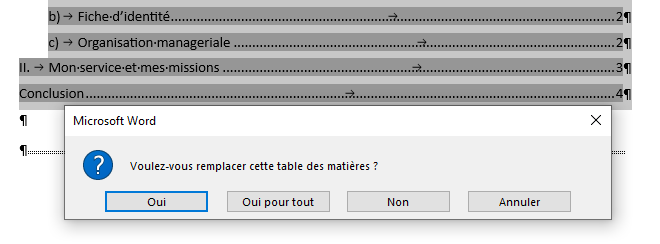 b) → Fiche·d'identité................................................→................................................2¶
c) → Organisation·manageriale ........................................→..........................................2¶
II. → Mon·service·et·mes·missions ........................................→..........................................3¶
Conclusion..........................................................→..........................................................4¶
¶
Microsoft Word
¶
Voulez-vous remplacer cette table des matières ?
Oui Oui pour tout Non Annuler